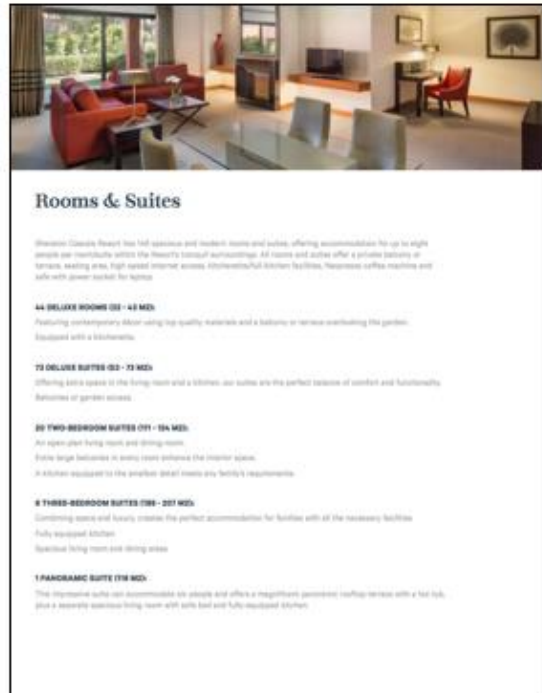 Rooms & Suites
Sheraton Cascais Resort has 148 spacious and modern rooms and suites, offering accommodation for up to eight
people per room/suite within the Resort's tranquil surroundings. All rooms and suites offer a private balcony or
terrace, seating area, high speed internet access, kitchenette/full kitchen facilities, Nespresso coffee machine and
safe with power socket for laptop.
44 DELUXE ROOMS (32 - 43 M2):
Featuring contemporary décor using top quality materials and a balcony or terrace overlooking the garden.
Equipped with a kitchenette.
73 DELUXE SUITES (53 - 73 M2):
Offering extra space in the living room and a kitchen, our suites are the perfect balance of comfort and functionality.
Balconies or garden access.
20 TWO-BEDROOM SUITES (111 - 134 M2):
An open plan living room and dining room.
Extra large balconies in every room enhance the interior space.
A kitchen equipped to the smallest detail meets any family's requirements.
THREE-BEDROOM SUITES
Combining space and luxury, creates the perfect accommodation for families with all the necessary facilities
Fully equipped kitchen
Spacious living room and dining areas
1 PANORAMIC SUITE (118 M2):
This impressive suite can accommodate six people and offers a magnificent panoramic rooftop terrace with a hot tub,
plus a separate spacious living room with sofa bed and fully equipped kitchen.